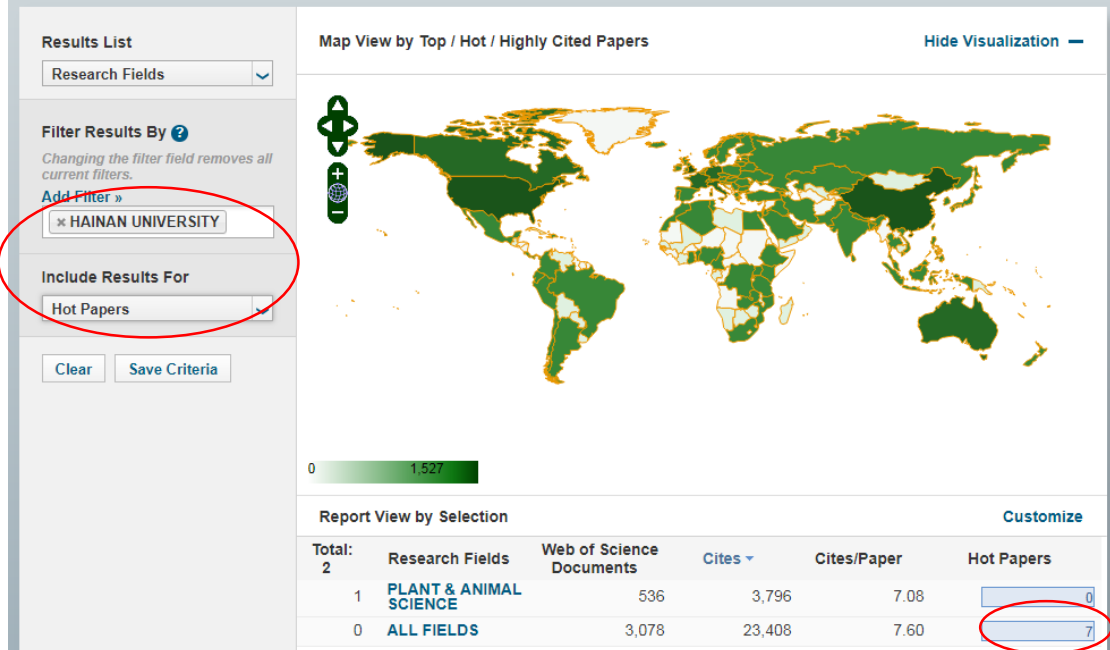 Results List
Research Fields
Filter Results By ?
Changing the filter field removes all
current filters.
Add Filter »
× HAINAN UNIVERSITY
Include Results For
Hot Papers
Clear Save Criteria
Map View by Top / Hot / Highly Cited Papers Hide Visualization —
+
0 1,527
Report View by Selection Customize
Total:
2 Research Fields Web of Science
Documents Cites Cites/Paper Hot Papers
1 PLANT & ANIMAL
SCIENCE 536 3,796 7.08 0
0 ALL FIELDS 3,078 23,408 7.60 7